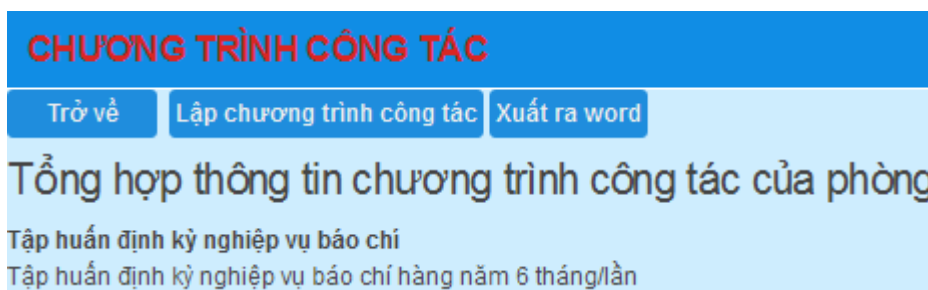 CHƯƠNG TRÌNH CÔNG TÁC
Trở về Lập chương trình công tác Xuất ra word
Tổng hợp thông tin chương trình công tác của phòng
Tập huấn định kỳ nghiệp vụ báo chí
Tập huấn định kỳ nghiệp vụ báo chí hàng năm 6 tháng/lần